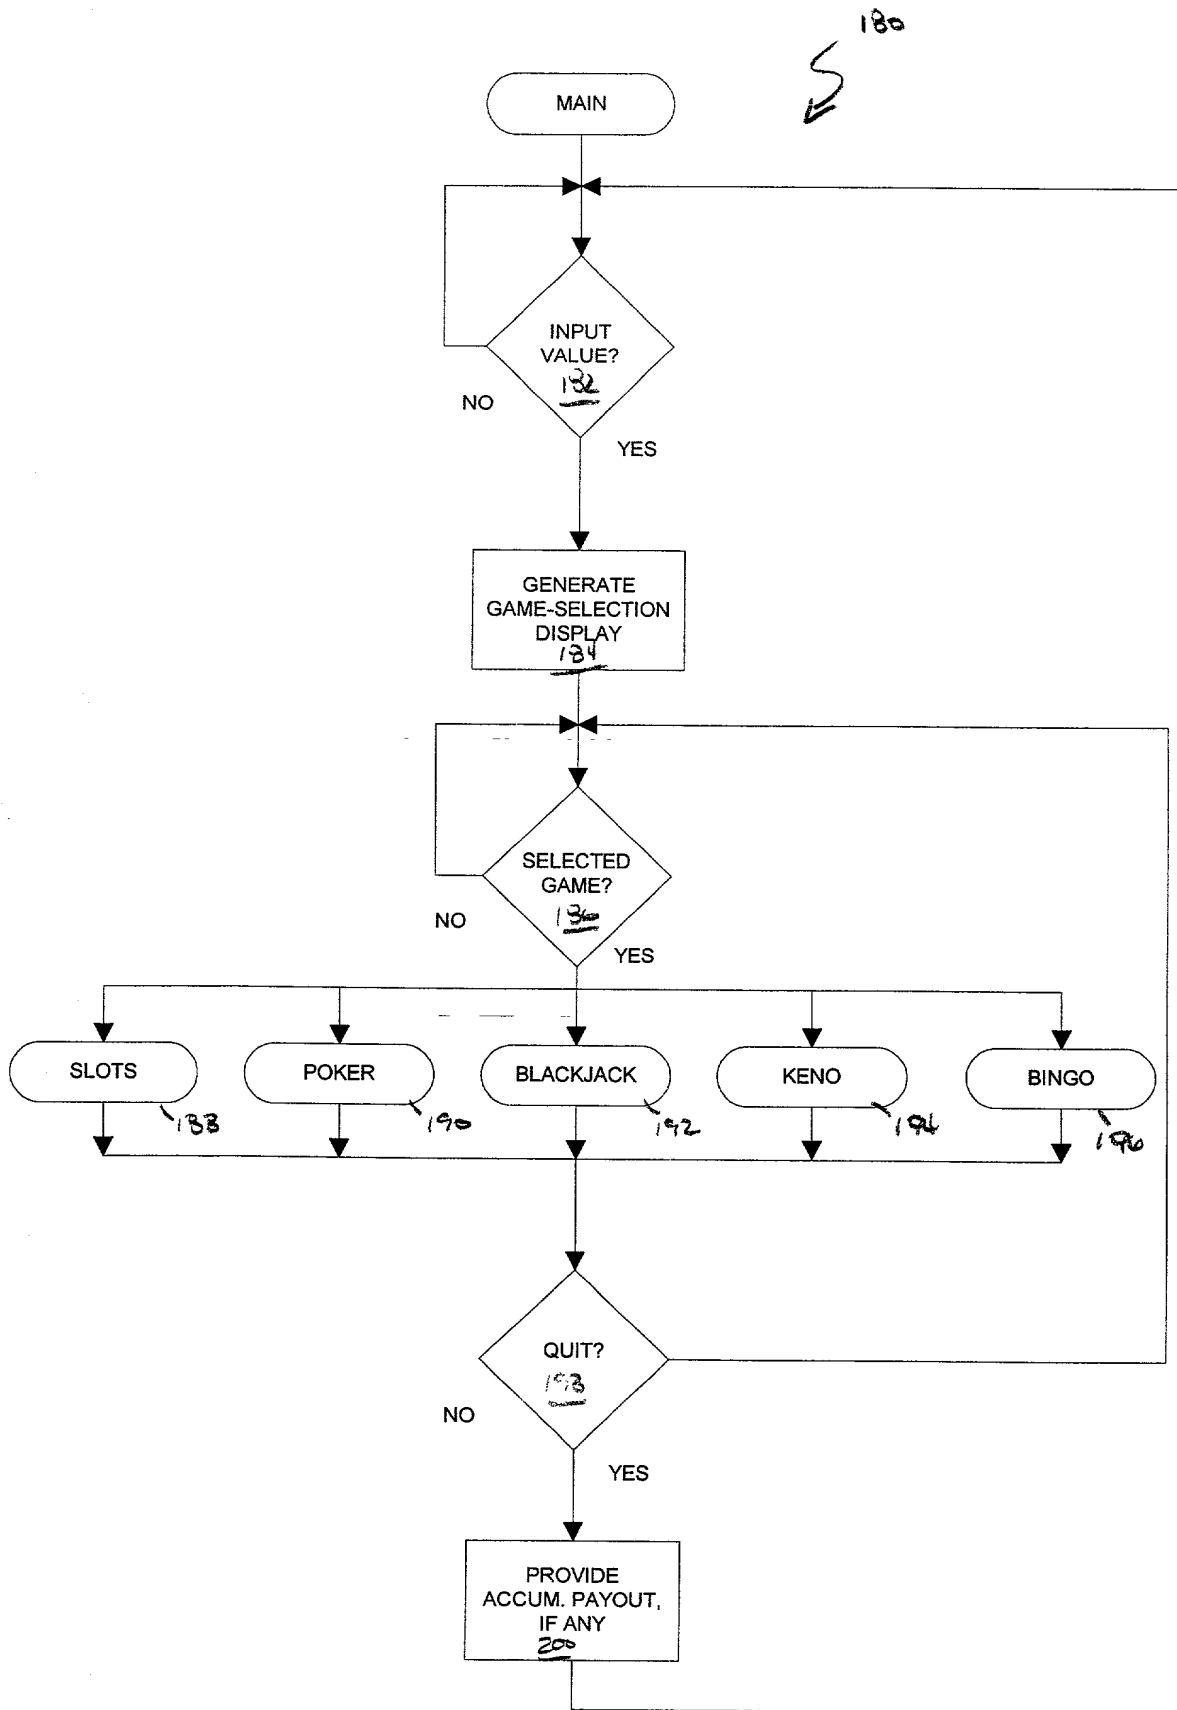 180
MAIN
INPUT
VALUE?
182
NO
YES
GENERATE
GAME-SELECTION
DISPLAY
184
SELECTED
GAME?
186
NO
YES
SLOTS
POKER
BLACKJACK
KENO
BINGO
188
190
192
194
196
QUIT?
198
NO
YES
PROVIDE
ACCUM. PAYOUT,
IF ANY
200